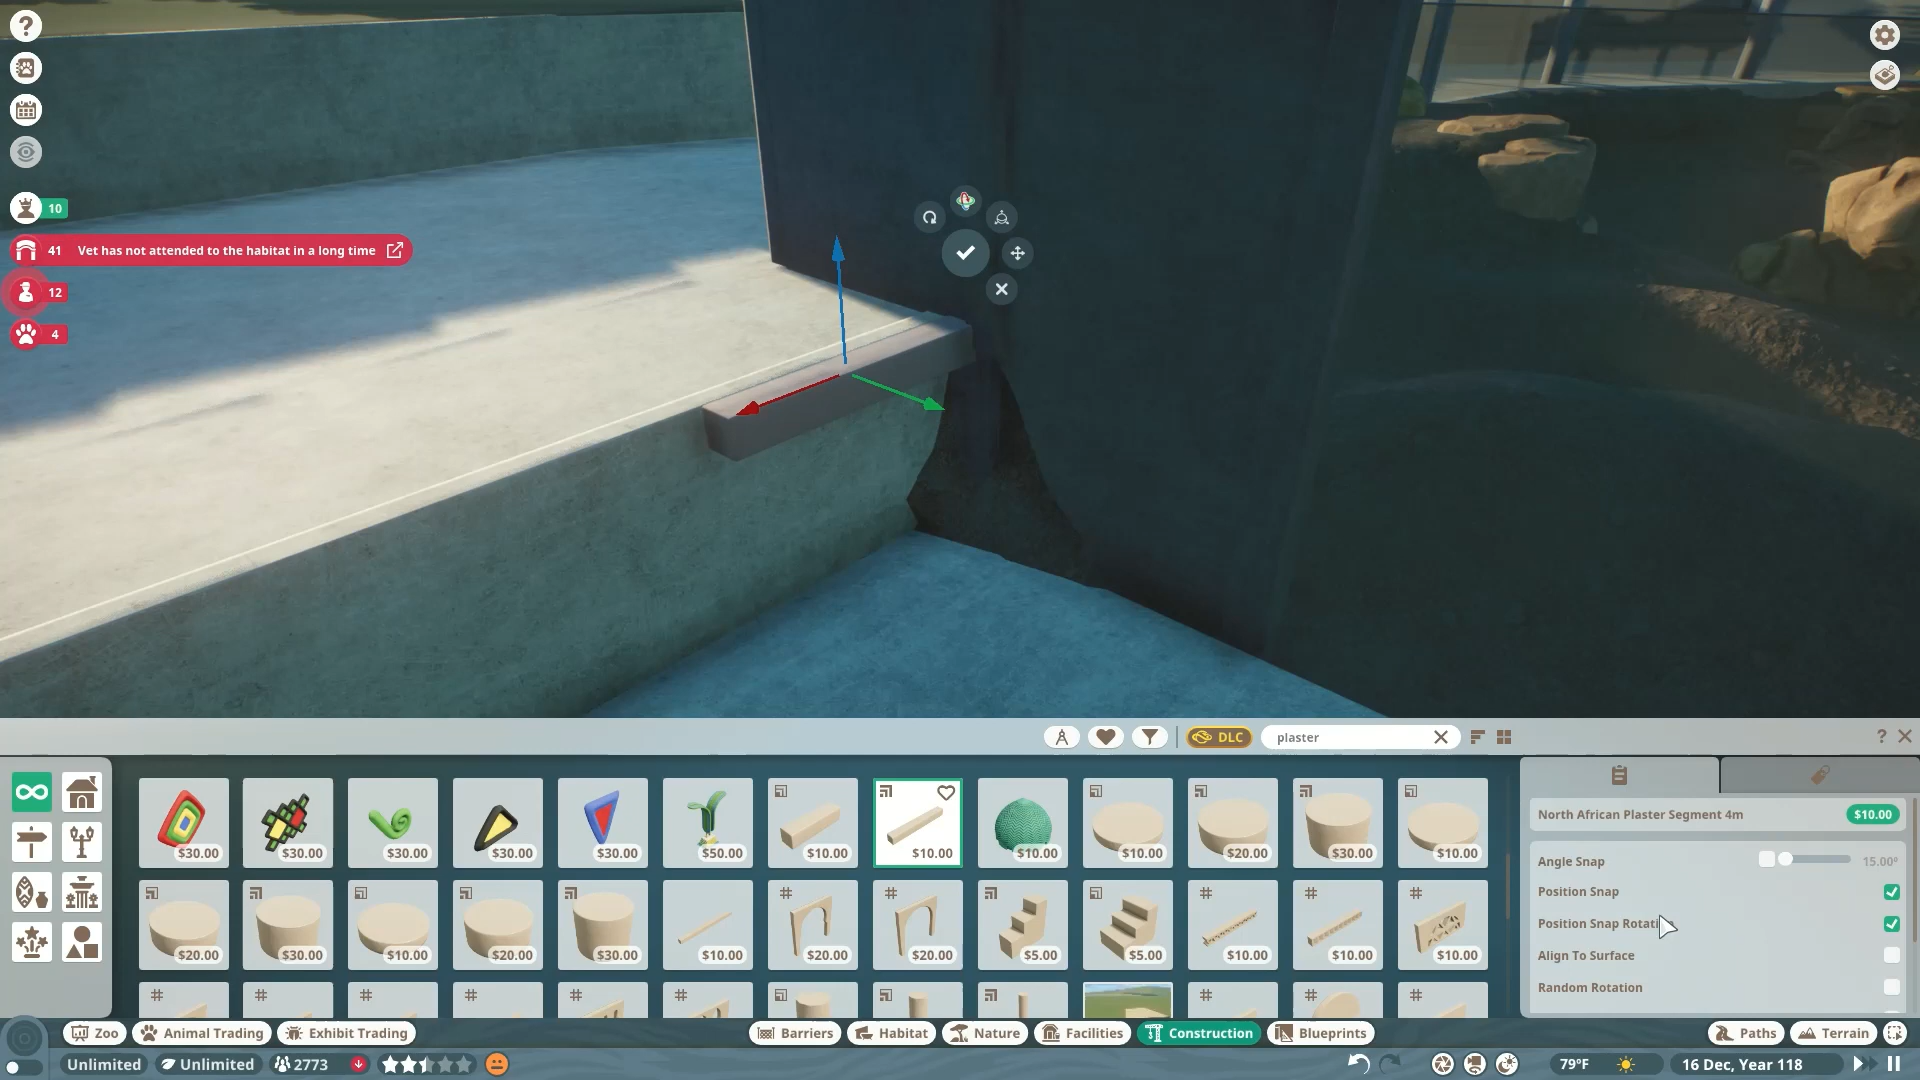 ?
10
41 Vet has not attended to the habitat in a long time
12
4
DLC
plaster
?
$30.00 $30.00 $30.00 $30.00 $30.00 $50.00 $10.00 $10.00 $10.00 $10.00 $20.00 $30.00 $10.00
$20.00 $30.00 $10.00 $20.00 $30.00 $10.00 $20.00 $20.00 $5.00 $5.00 $10.00 $10.00 $10.00
North African Plaster Segment 4m $10.00
Angle Snap 15.00°
Position Snap
Position Snap Rotati
Align To Surface
Random Rotation
Zoo Animal Trading Exhibit Trading Barriers Habitat Nature Facilities Construction Blueprints Paths Terrain
Unlimited Unlimited 2773 79°F 16 Dec, Year 118